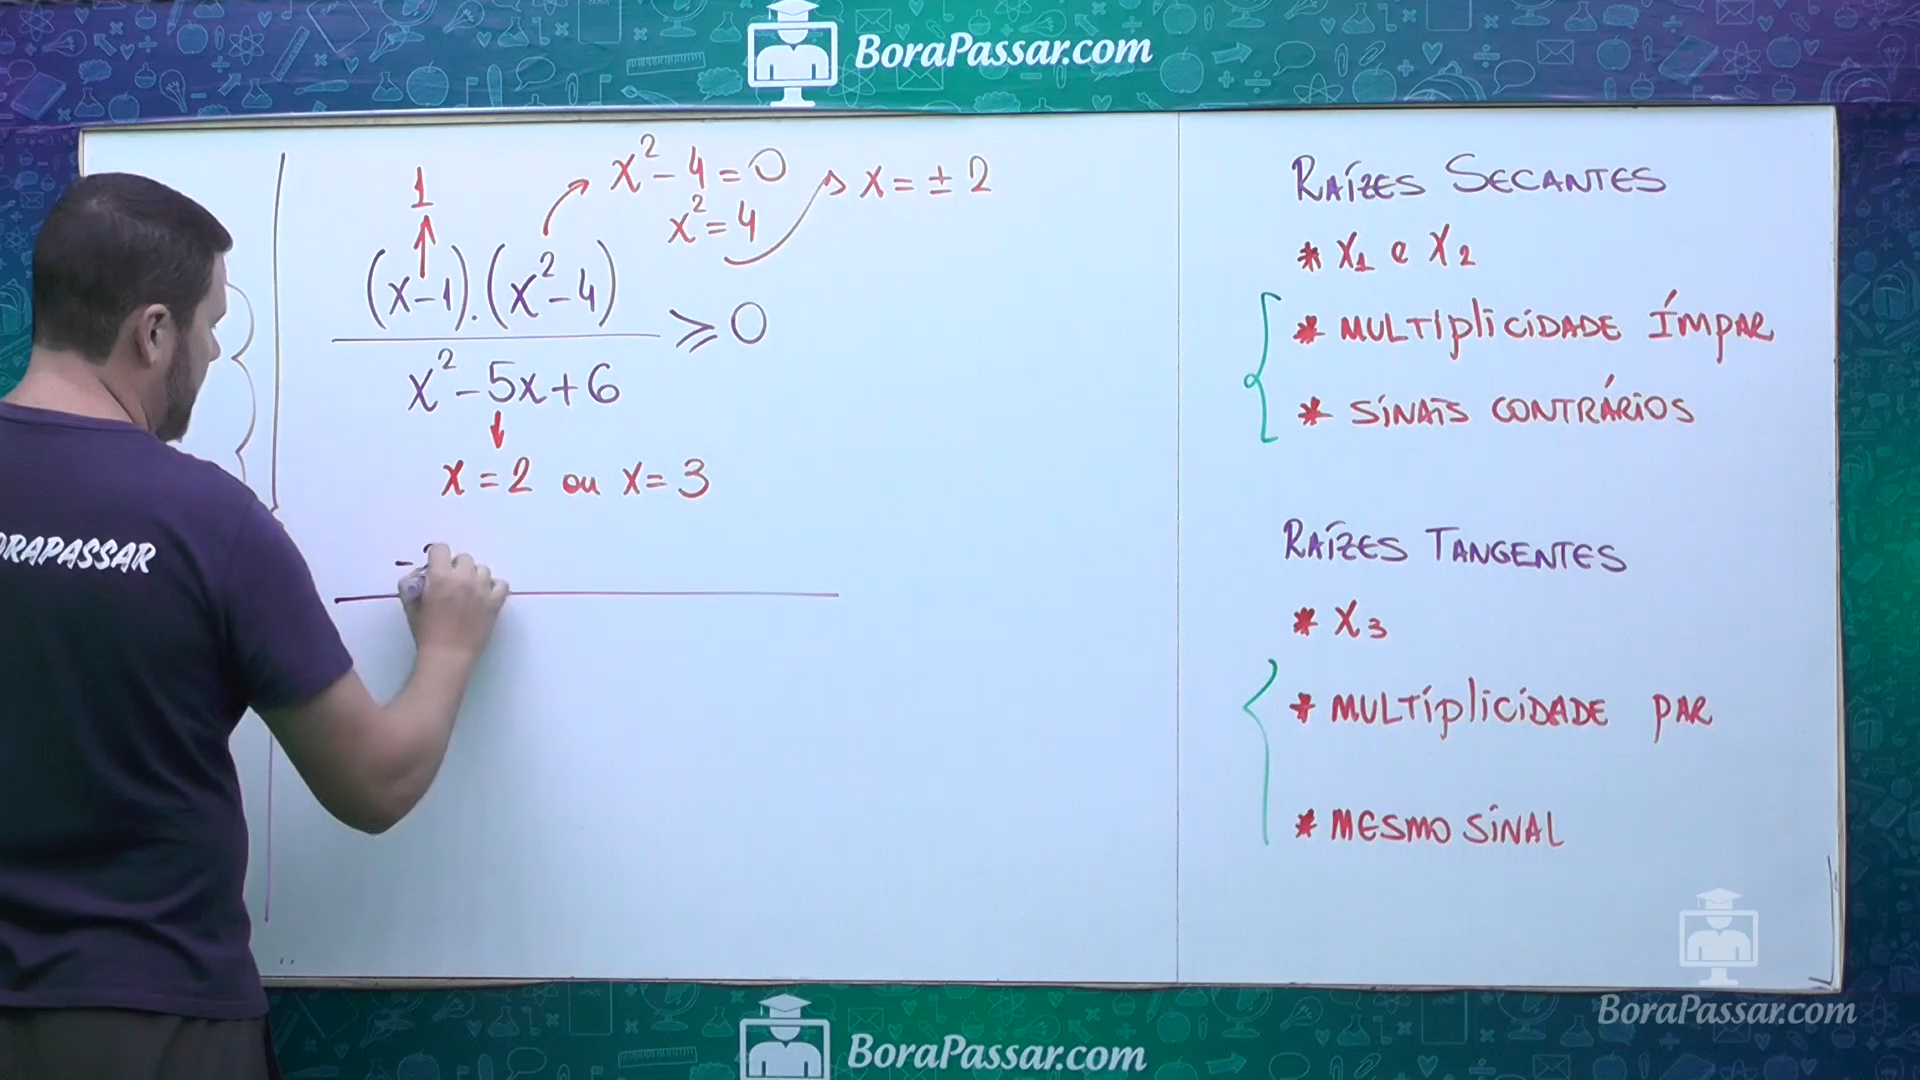 BoraPassar.com
1
x² - 4 = 0
x² = 4
x = ± 2
(x-1).(x²-4)
≥ 0
x² - 5x + 6
x = 2 ou x = 3
-
RAÍZES SECANTES
* X₁ e X₂
* MULTIPLICIDADE ÍMPAR
* SINAIS CONTRÁRIOS
RAÍZES TANGENTES
* X₃
* MULTIPLICIDADE PAR
* MESMO SINAL
ORAPASSAR
BoraPassar.com
BoraPassar.com